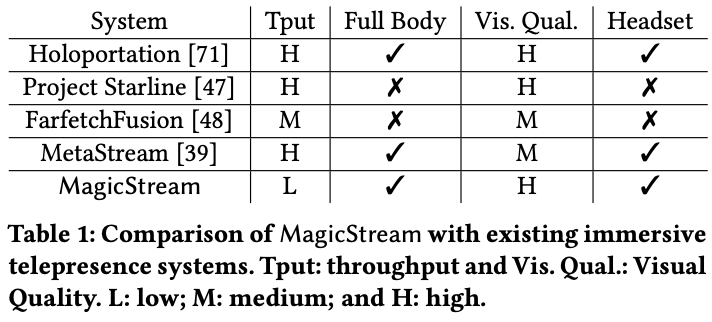 System Tput Full Body Vis. Qual. Headset
Holoportation [71] H ✓ H ✓
Project Starline [47] H ✗ H ✗
FarfetchFusion [48] M ✗ M ✗
MetaStream [39] H ✓ M ✓
MagicStream L ✓ H ✓
Table 1: Comparison of MagicStream with existing immersive
telepresence systems. Tput: throughput and Vis. Qual.: Visual
Quality. L: low; M: medium; and H: high.